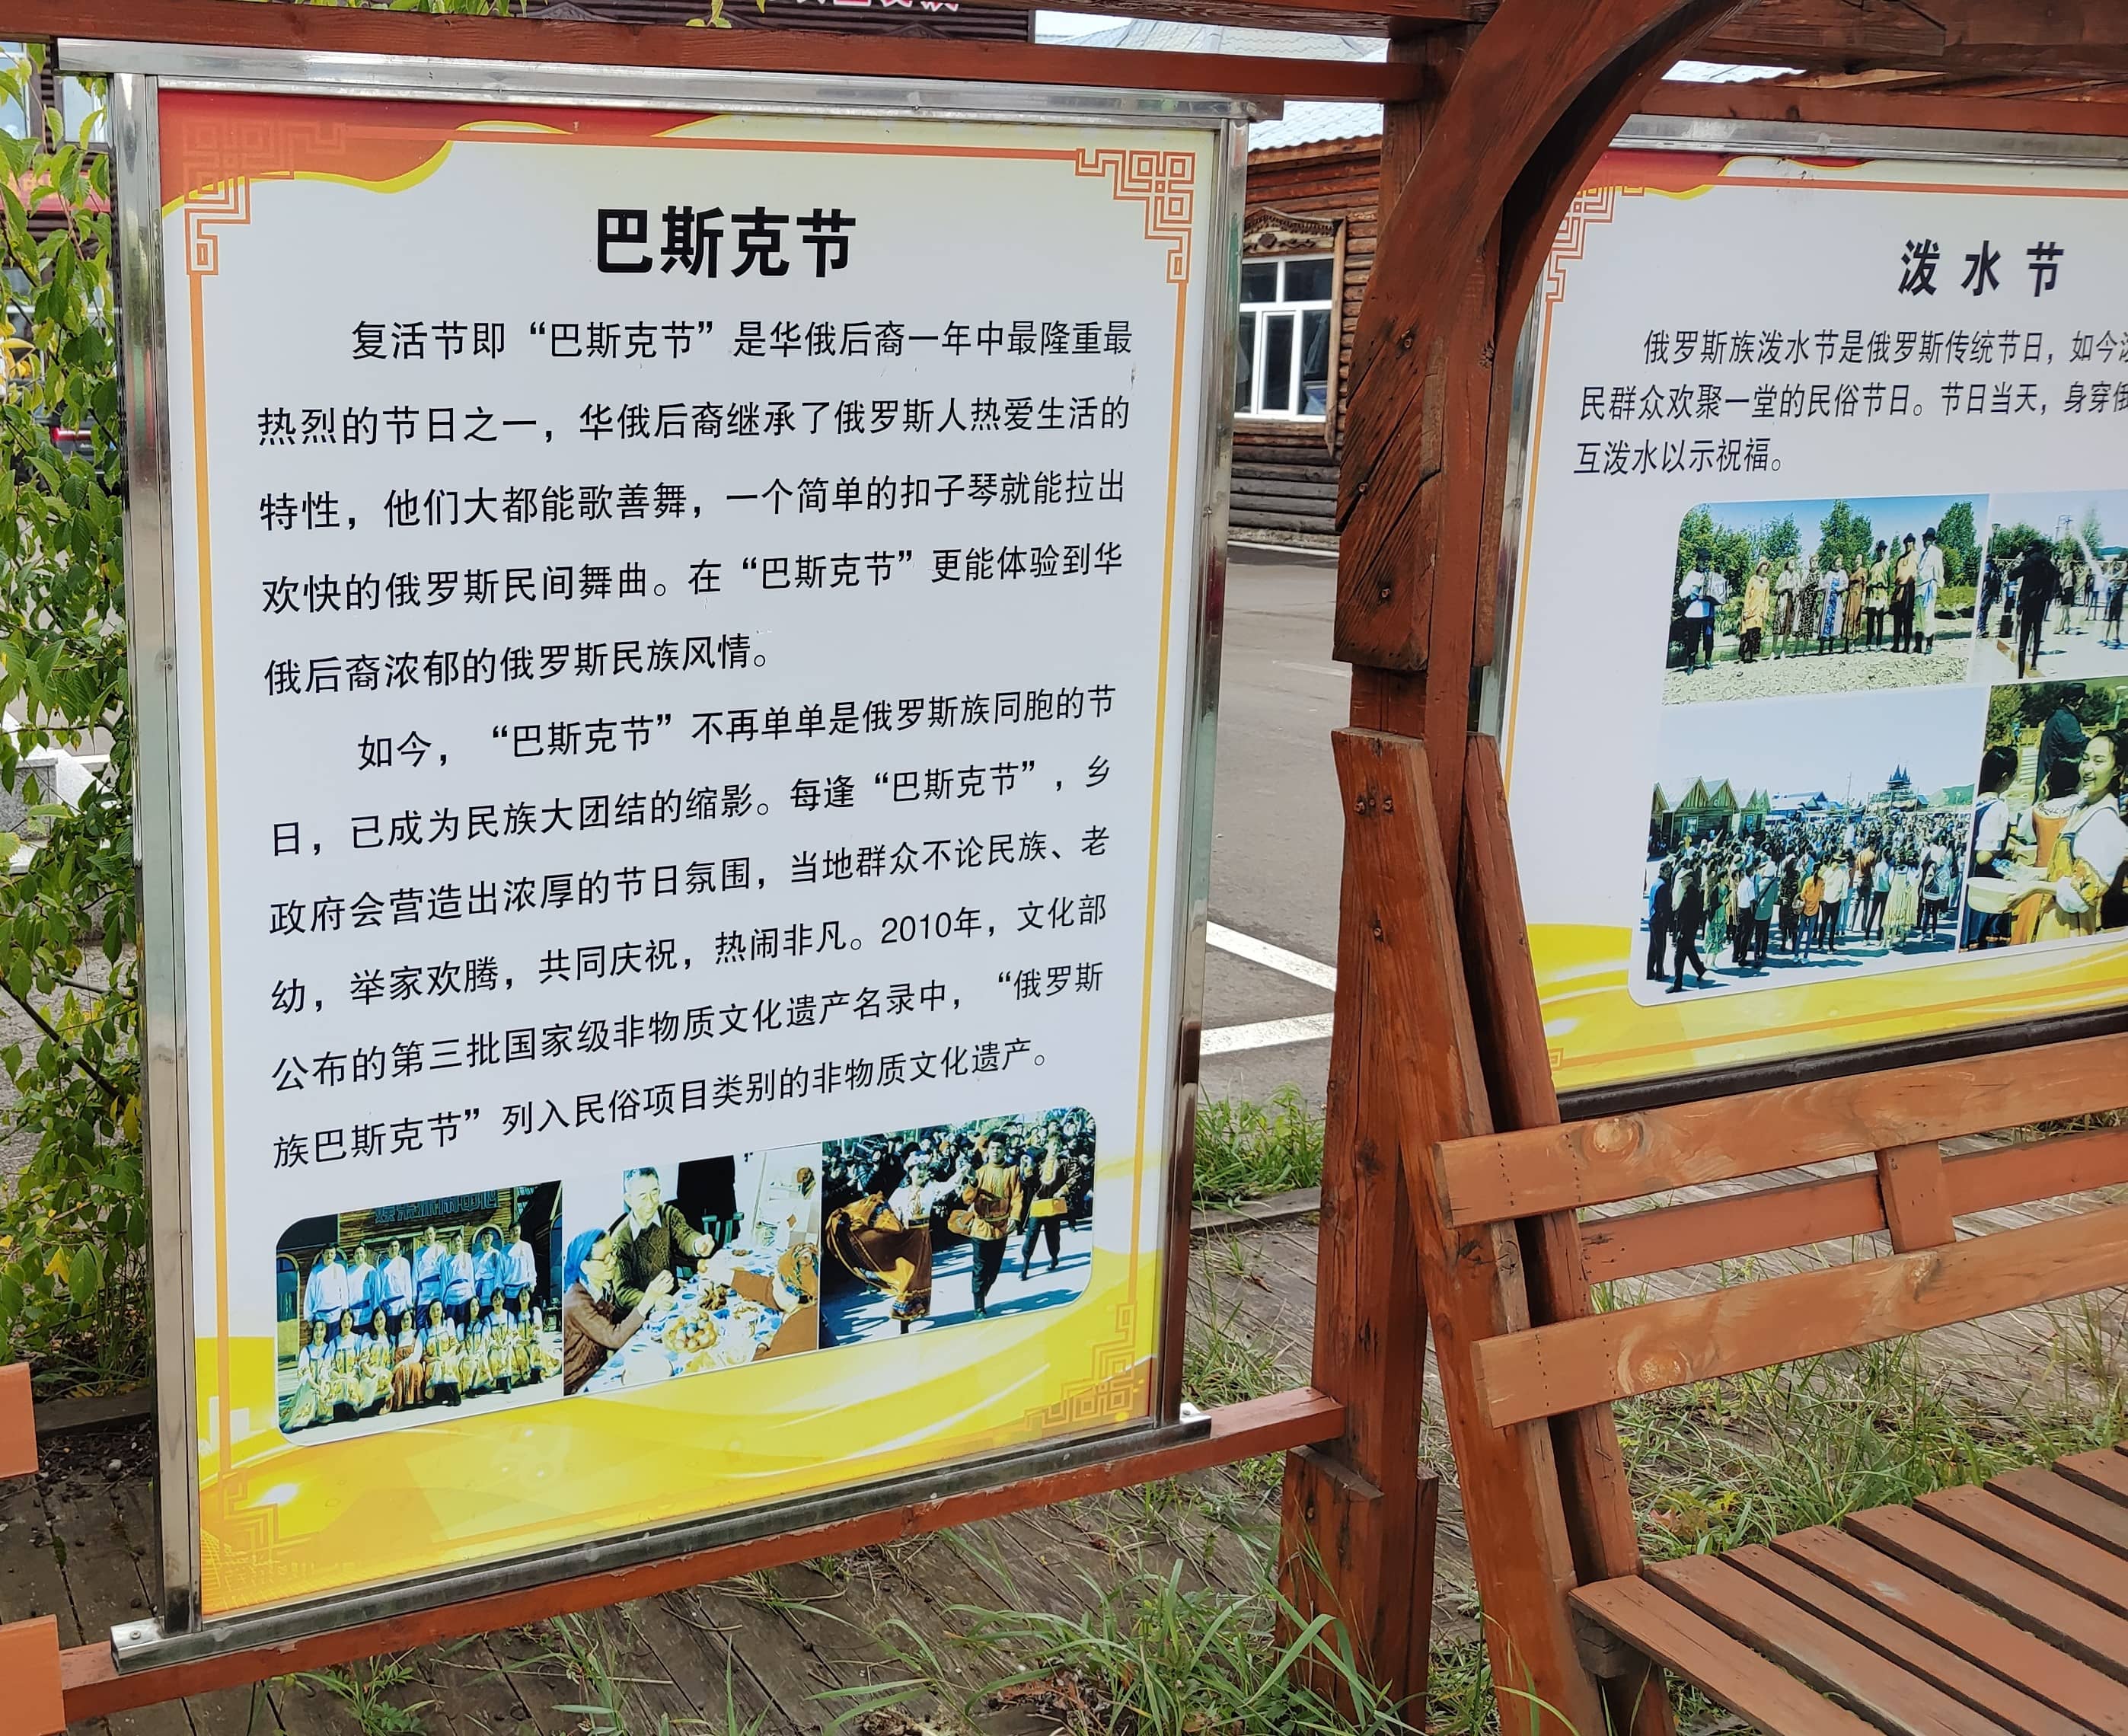 巴斯克节
复活节即“巴斯克节”是华俄后裔一年中最隆重最
热烈的节日之一，华俄后裔继承了俄罗斯人热爱生活的
特性，他们大都能歌善舞，一个简单的扣子琴就能拉出
欢快的俄罗斯民间舞曲。在“巴斯克节”更能体验到华
俄后裔浓郁的俄罗斯民族风情。
如今，“巴斯克节”不再单单是俄罗斯族同胞的节
日，已成为民族大团结的缩影。每逢“巴斯克节”，乡
政府会营造出浓厚的节日氛围，当地群众不论民族、老
幼，举家欢腾，共同庆祝，热闹非凡。2010年，文化部
公布的第三批国家级非物质文化遗产名录中，“俄罗斯
族巴斯克节”列入民俗项目类别的非物质文化遗产。
泼水节
俄罗斯族泼水节是俄罗斯传统节日，如今
民群众欢聚一堂的民俗节日。节日当天，身穿
互泼水以示祝福。